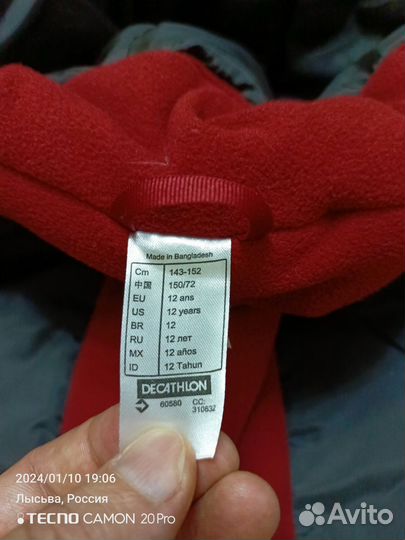 Made in Bangladesh
Cm 143-152
中国 150/72
EU 12 ans
US 12 years
BR 12
RU 12 лет
MX 12 años
ID 12 Tahun
DECATHLON
60580 CC:
310632
2024/01/10 19:06
Лысьва, Россия
TECNO CAMON 20 Pro
Avito